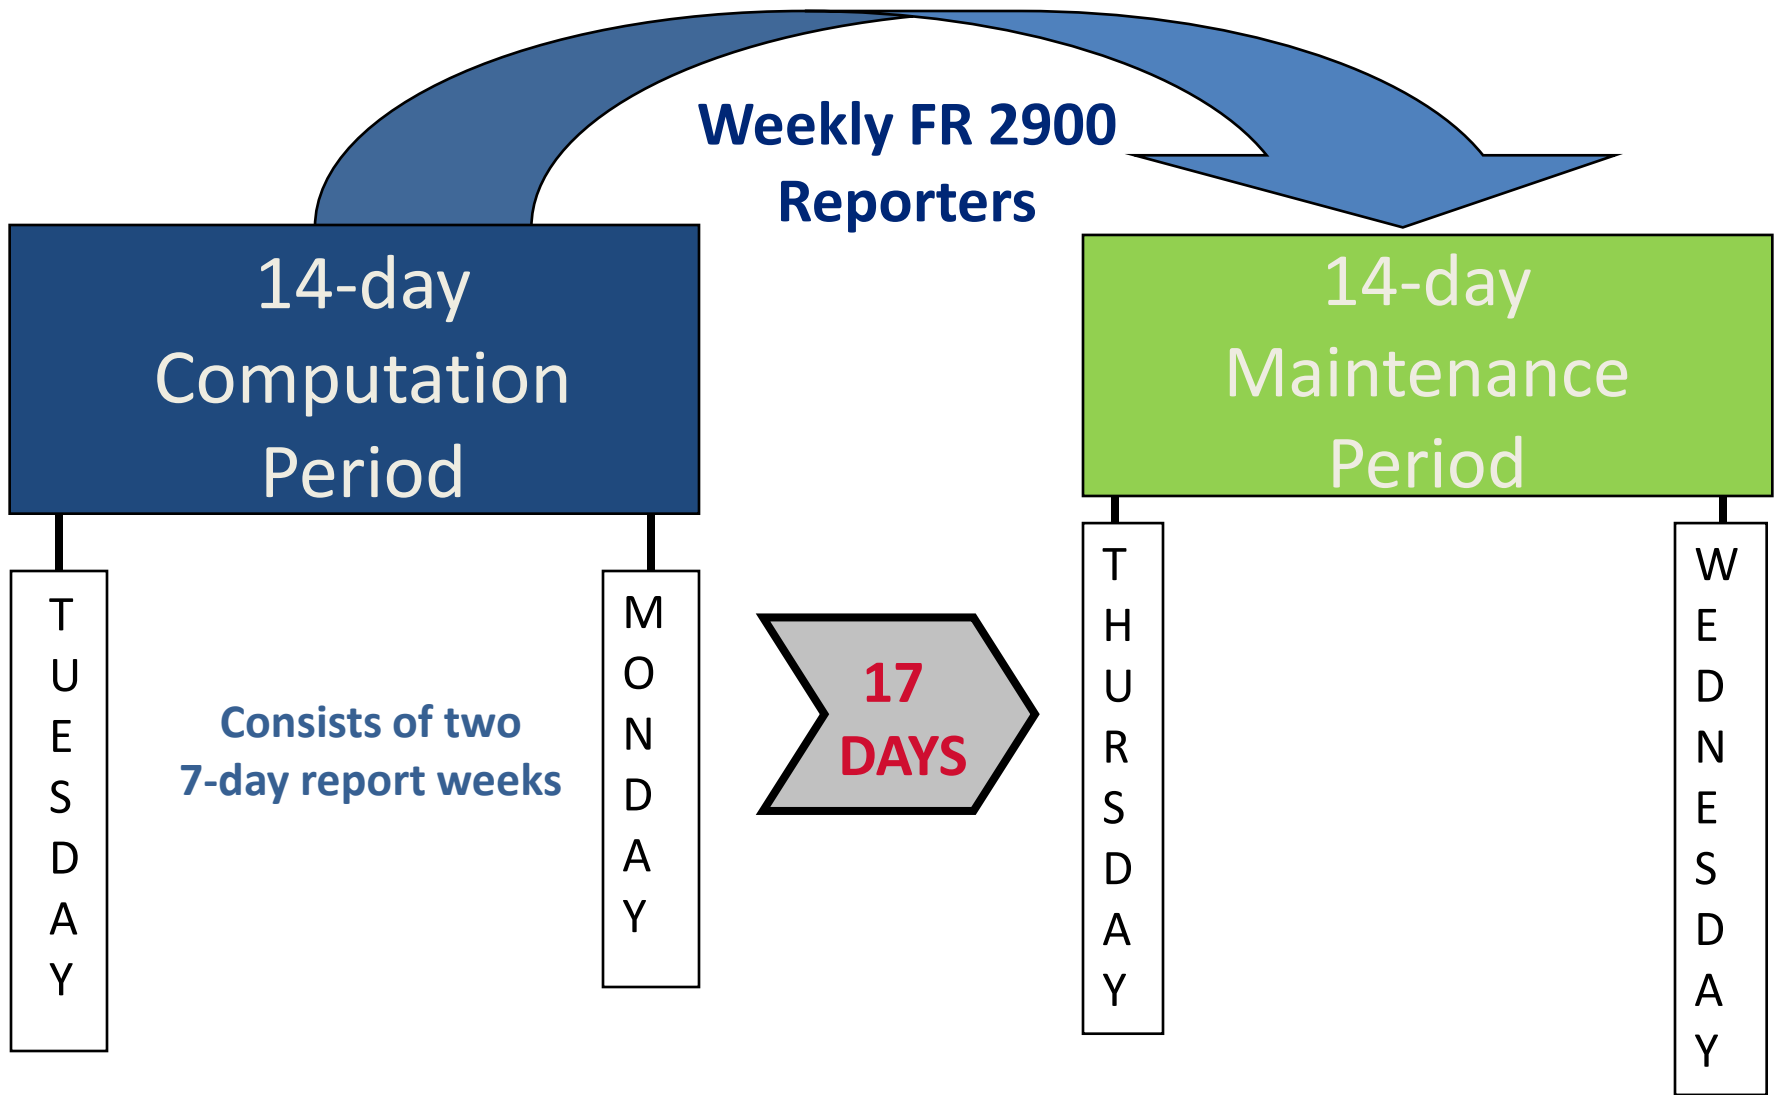 Weekly FR 2900
Reporters
14-day
Computation
Period
14-day
Maintenance
Period
TUESDAY
Consists of two
7-day report weeks
MONDAY
17
DAYS
THURSDAY
WEDNESDAY